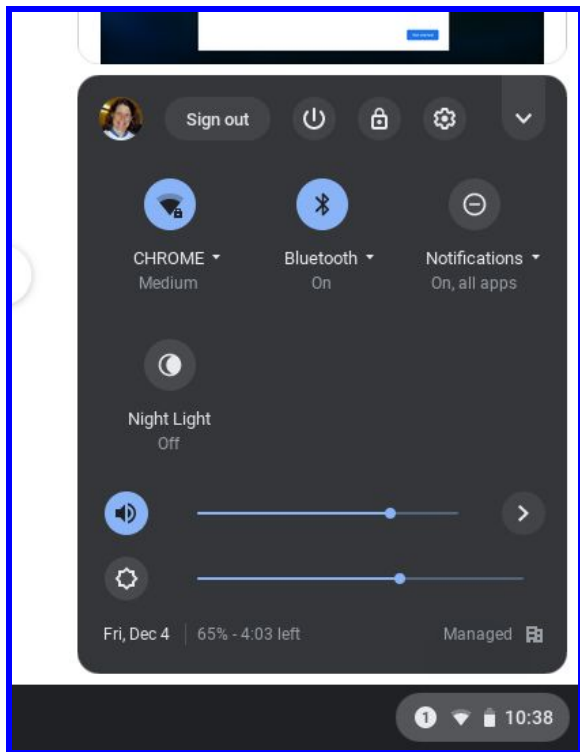 Sign out
CHROME Bluetooth Notifications
Medium On On, all apps
Night Light
Off
Fri, Dec 4 65% - 4:03 left Managed
1 10:38